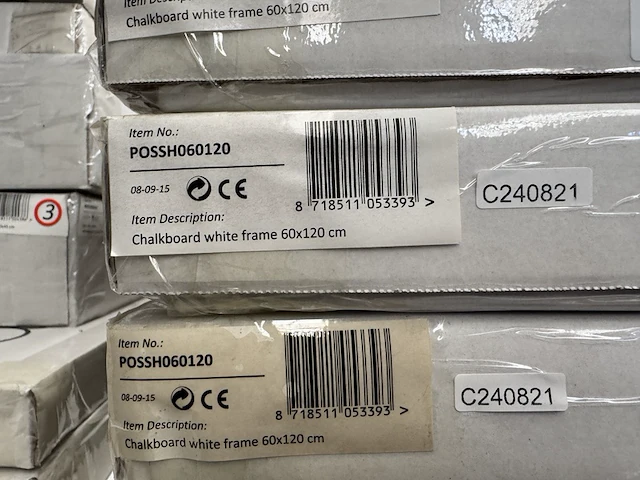 Chalkboard white frame 60x120 cm
Item No.:
POSSH060120
08-09-15 CE
8 718511 053393 >
Item Description:
Chalkboard white frame 60x120 cm
C240821
3
Item No.:
POSSH060120
08-09-15 CE
8 718511 053393 >
Item Description:
Chalkboard white frame 60x120 cm
C240821